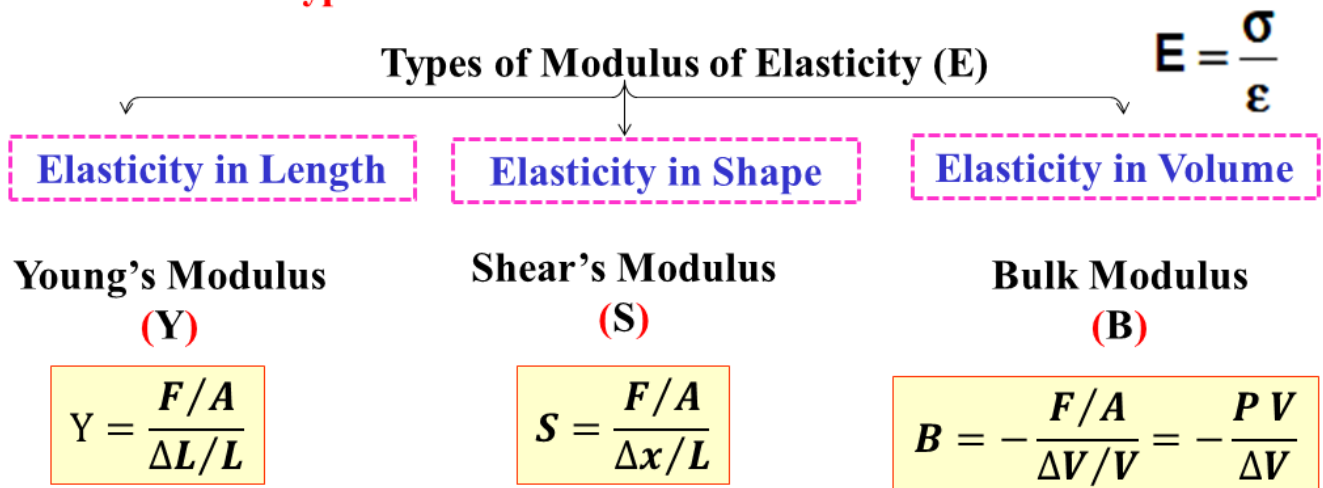 Types of Modulus of Elasticity (E)
E = σ/ε
Elasticity in Length
Elasticity in Shape
Elasticity in Volume
Young’s Modulus
(Y)
Shear’s Modulus
(S)
Bulk Modulus
(B)
Y = F/A / ΔL/L
S = F/A / Δx/L
B = − F/A / ΔV/V = − P V / ΔV